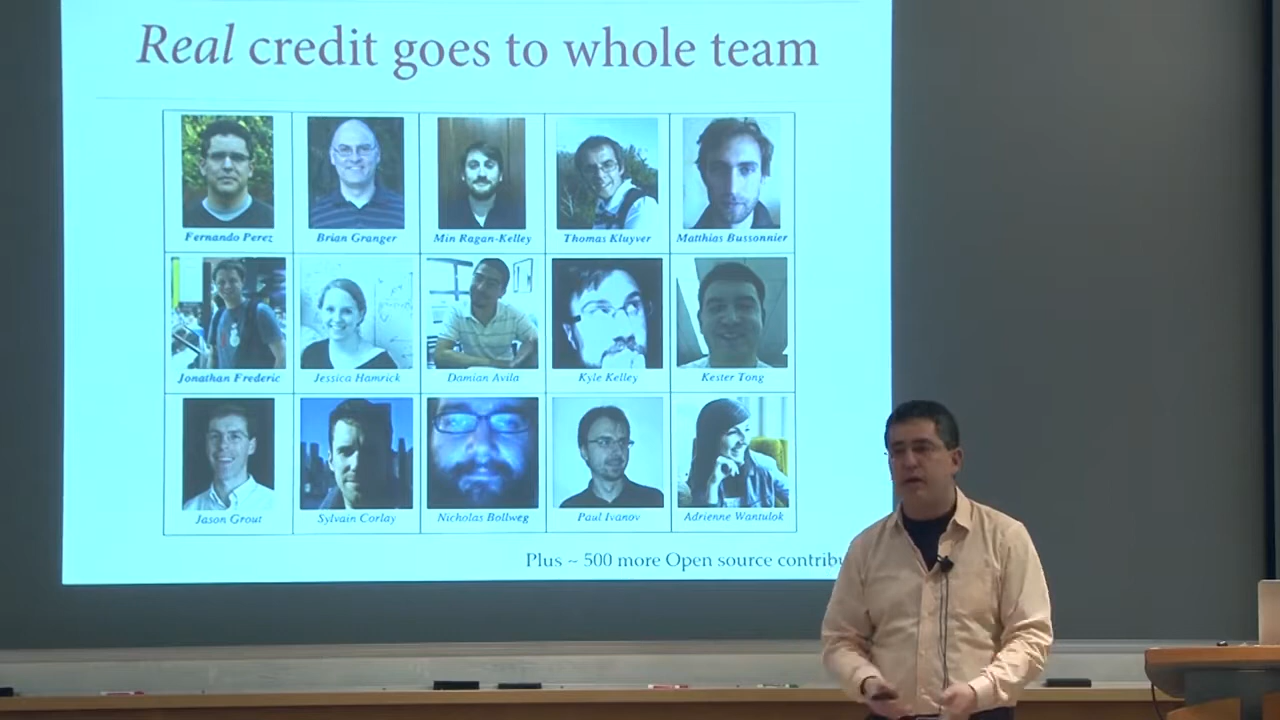 Real credit goes to whole team
Fernando Perez Brian Granger Min Ragan-Kelley Thomas Kluyver Matthias Bussonnier
Jonathan Frederic Jessica Hamrick Damian Avila Kyle Kelley Kester Tong
Jason Grout Sylvain Corlay Nicholas Bollweg Paul Ivanov Adrienne Wantulok
Plus ~ 500 more Open source contribu